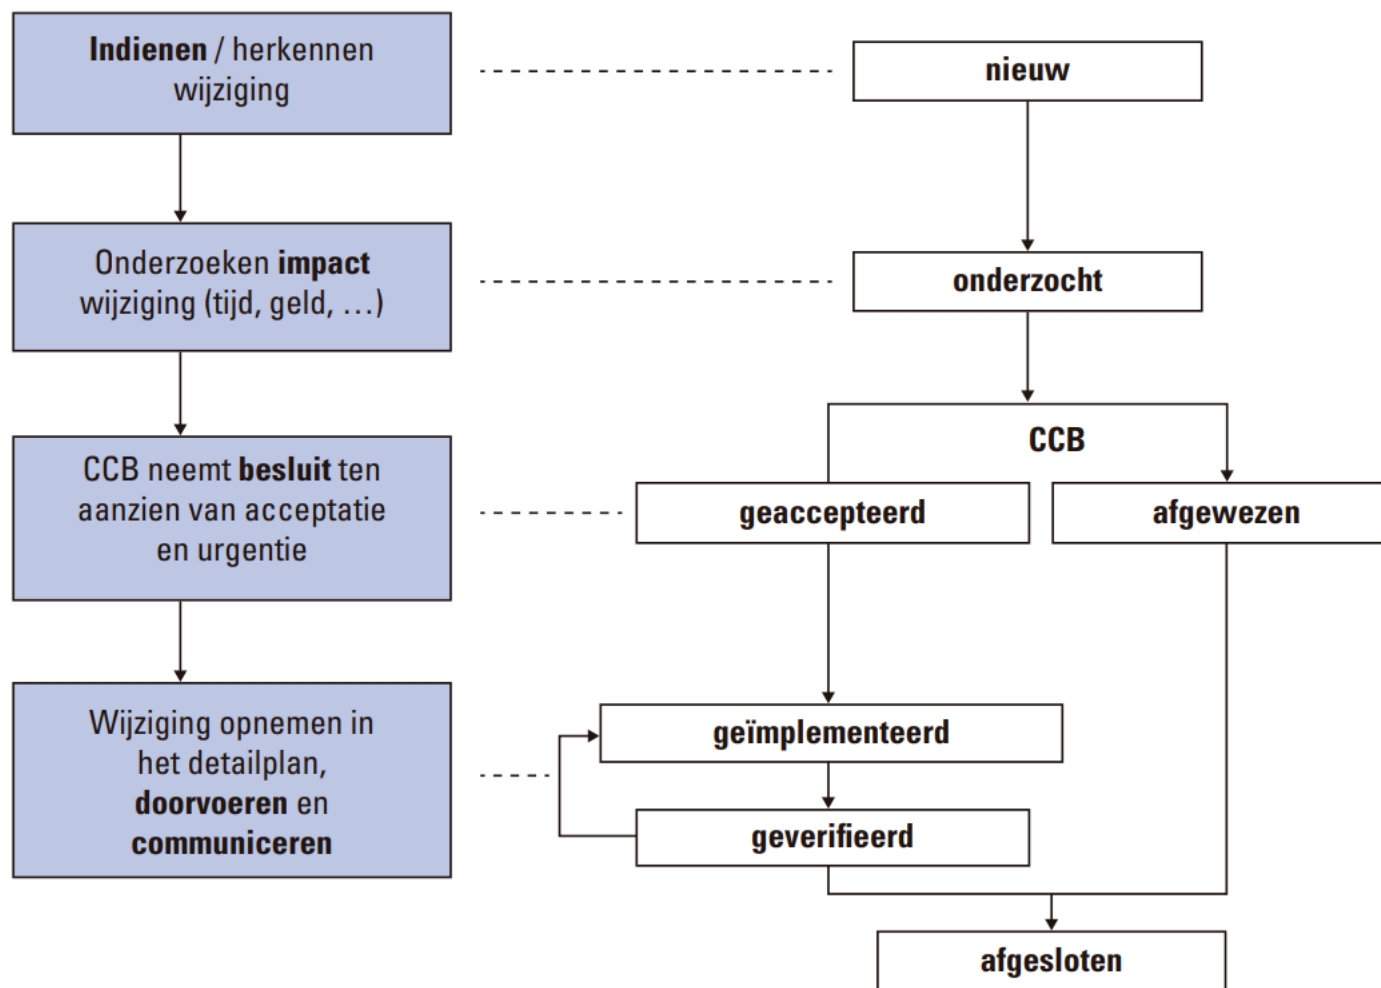 Indienen / herkennen
wijziging
nieuw
Onderzoeken impact
wijziging (tijd, geld, …)
onderzocht
CCB
CCB neemt besluit ten
aanzien van acceptatie
en urgentie
geaccepteerd
afgewezen
Wijziging opnemen in
het detailplan,
doorvoeren en
communiceren
geïmplementeerd
geverifieerd
afgesloten